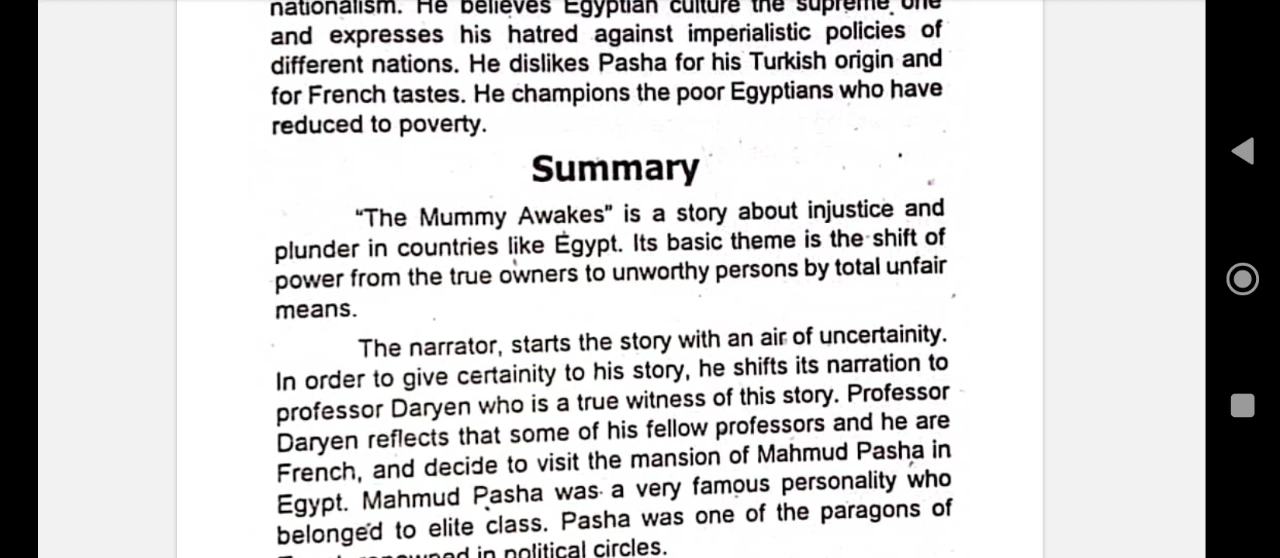 nationalism. He believes Egyptian culture the supreme one
and expresses his hatred against imperialistic policies of
different nations. He dislikes Pasha for his Turkish origin and
for French tastes. He champions the poor Egyptians who have
reduced to poverty.
Summary
“The Mummy Awakes” is a story about injustice and
plunder in countries like Egypt. Its basic theme is the shift of
power from the true owners to unworthy persons by total unfair
means.
The narrator, starts the story with an air of uncertainity.
In order to give certainity to his story, he shifts its narration to
professor Daryen who is a true witness of this story. Professor
Daryen reflects that some of his fellow professors and he are
French, and decide to visit the mansion of Mahmud Pasha in
Egypt. Mahmud Pasha was a very famous personality who
belonged to elite class. Pasha was one of the paragons of
in political circles.